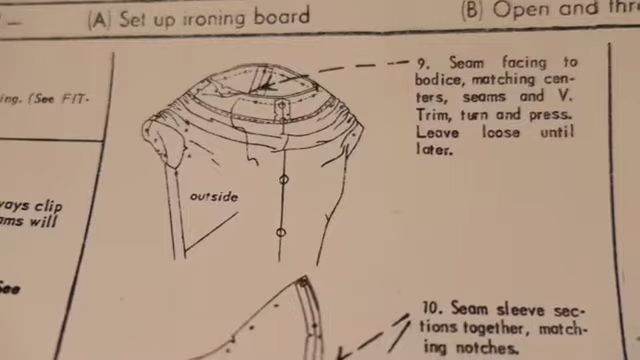 (A) Set up ironing board
(B) Open and thr
ing. (See FIT-
9. Seam facing to
bodice, matching cen-
ters, seams and V.
Trim, turn and press.
Leave loose until
later.
outside
ways clip
ams will
See
10. Seam sleeve sec-
tions together, match-
ing notches.